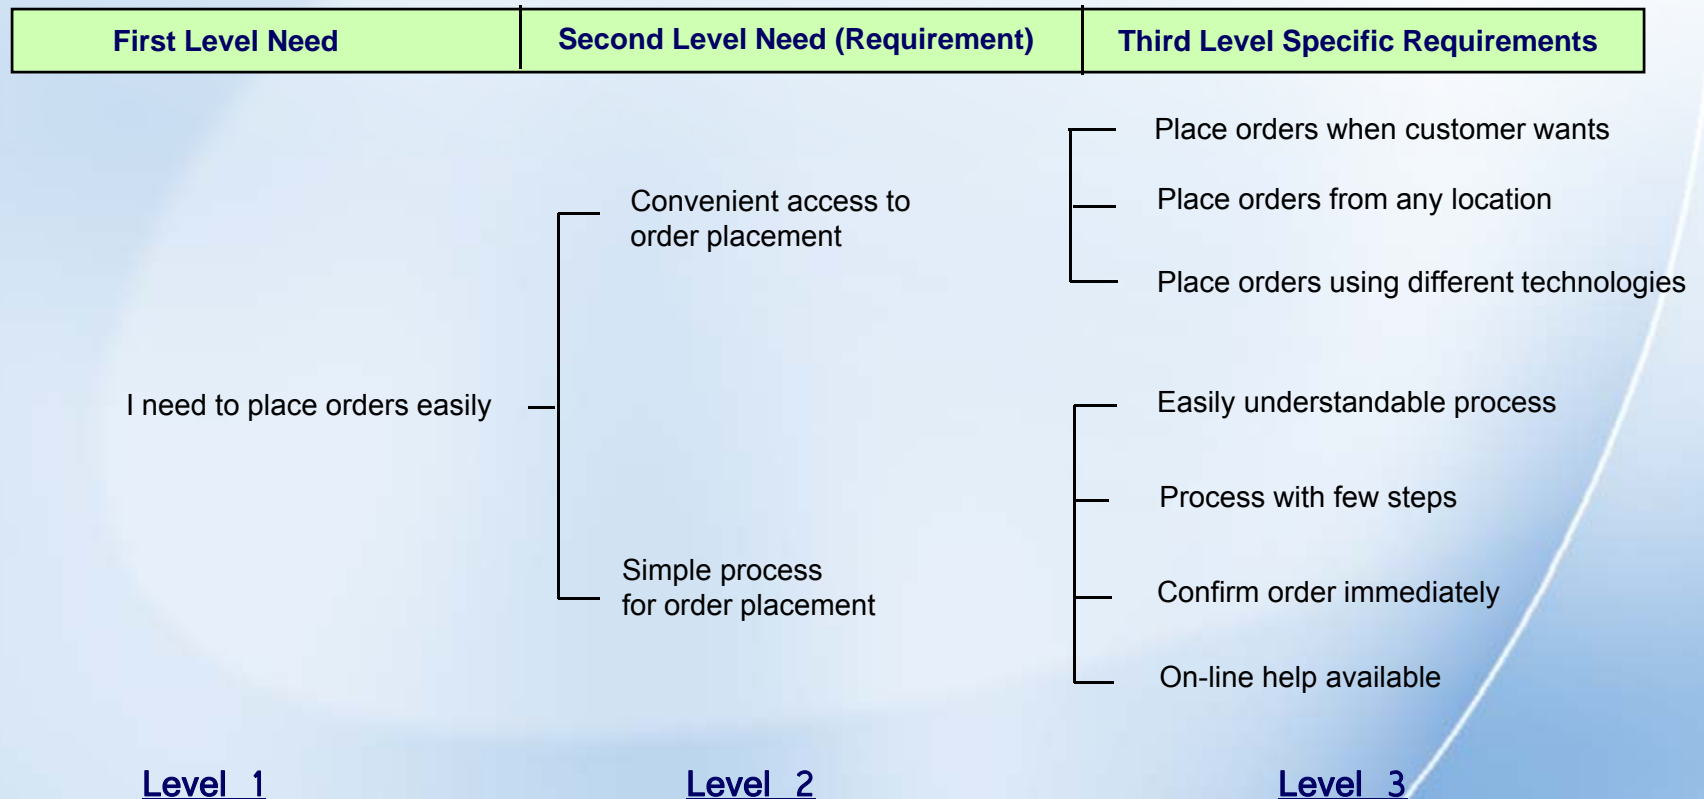 First Level Need
Second Level Need (Requirement)
Third Level Specific Requirements
Place orders when customer wants
Convenient access to
order placement
Place orders from any location
Place orders using different technologies
I need to place orders easily
Easily understandable process
Process with few steps
Simple process
for order placement
Confirm order immediately
On-line help available
Level 1
Level 2
Level 3